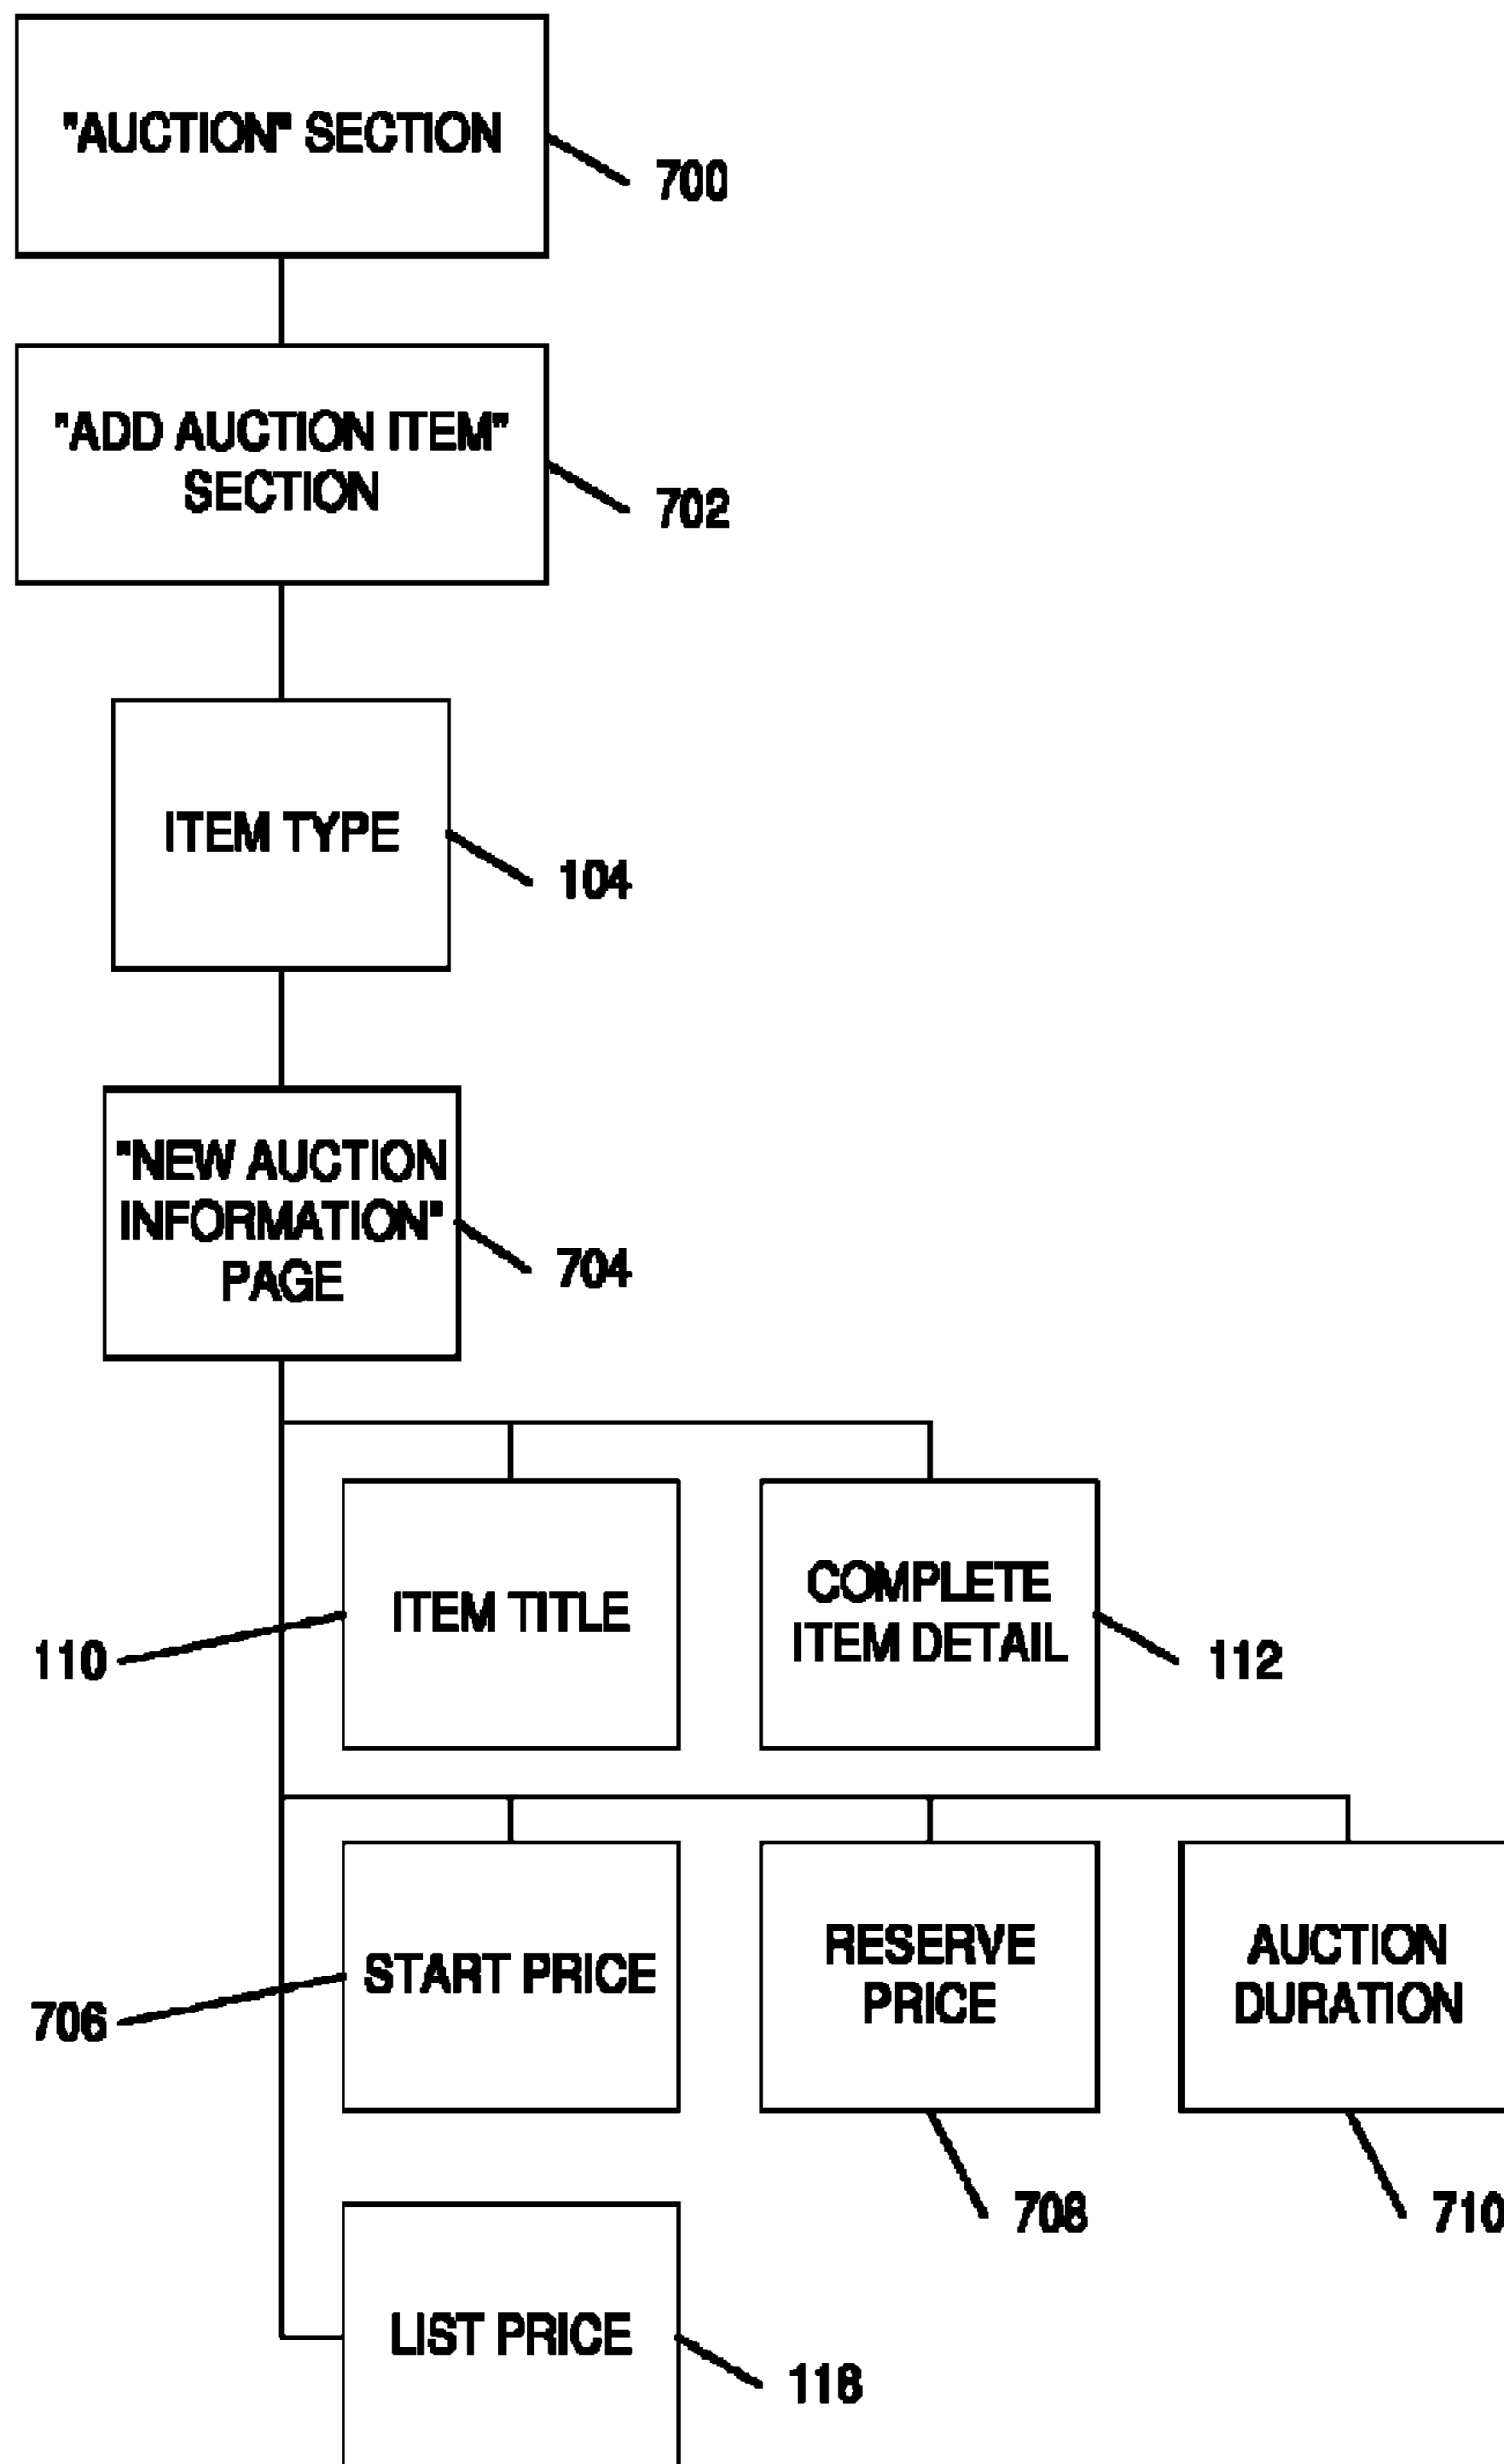 "AUCTION" SECTION
700
"ADD AUCTION ITEM"
SECTION
702
ITEM TYPE
104
"NEW AUCTION
INFORMATION"
PAGE
704
ITEM TITLE
110
COMPLETE
ITEM DETAIL
112
START PRICE
706
RESERVE
PRICE
708
AUCTION
DURATION
710
LIST PRICE
118